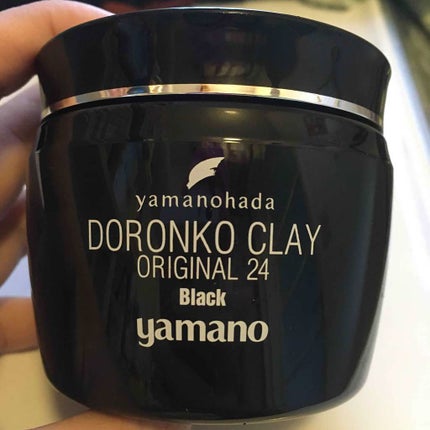 yamanohada
DORONKO CLAY
ORIGINAL 24
Black
yamano